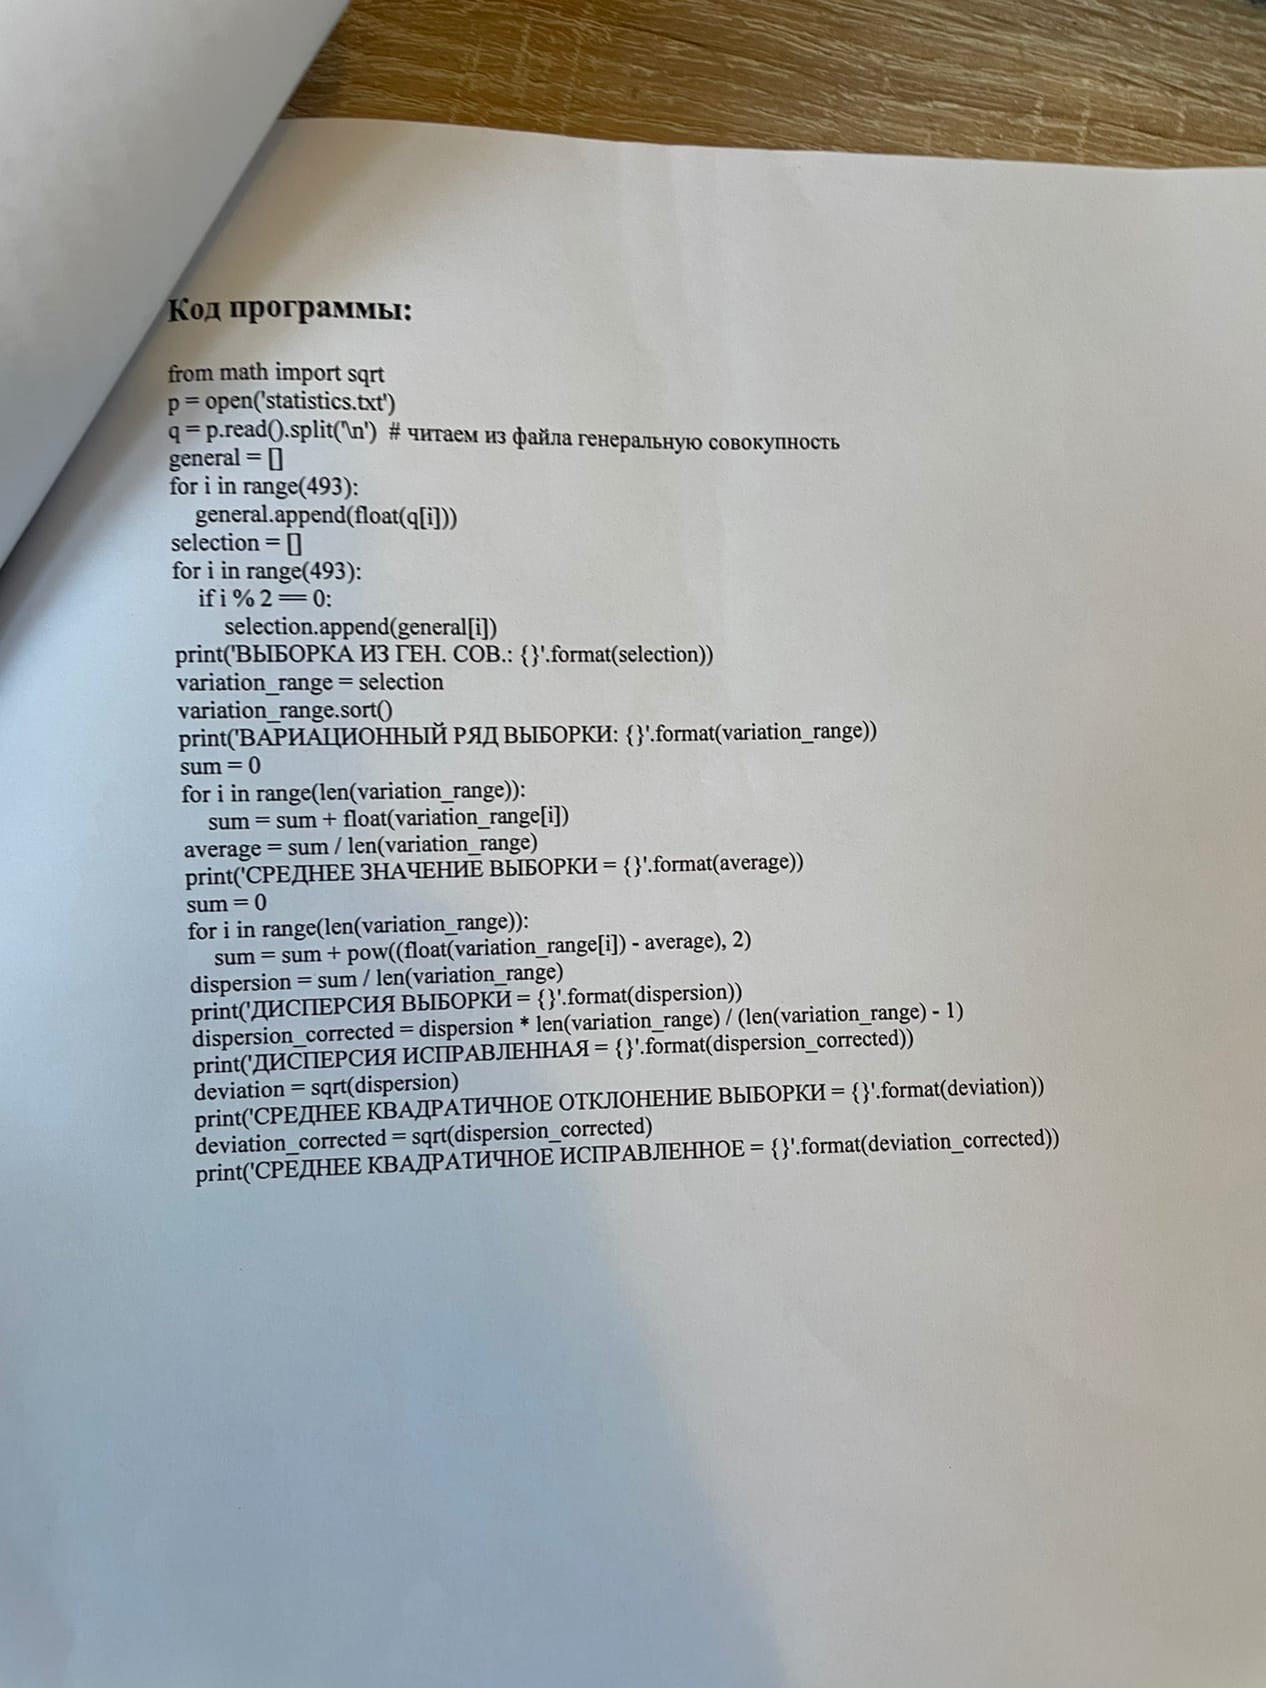 Код программы:
from math import sqrt
p = open('statistics.txt')
q = p.read().split('\n')  # читаем из файла генеральную совокупность
general = []
for i in range(493):
    general.append(float(q[i]))
selection = []
for i in range(493):
    if i % 2 == 0:
        selection.append(general[i])
print('ВЫБОРКА ИЗ ГЕН. СОВ.: {}'.format(selection))
variation_range = selection
variation_range.sort()
print('ВАРИАЦИОННЫЙ РЯД ВЫБОРКИ: {}'.format(variation_range))
sum = 0
for i in range(len(variation_range)):
    sum = sum + float(variation_range[i])
average = sum / len(variation_range)
print('СРЕДНЕЕ ЗНАЧЕНИЕ ВЫБОРКИ = {}'.format(average))
sum = 0
for i in range(len(variation_range)):
    sum = sum + pow((float(variation_range[i]) - average), 2)
dispersion = sum / len(variation_range)
print('ДИСПЕРСИЯ ВЫБОРКИ = {}'.format(dispersion))
dispersion_corrected = dispersion * len(variation_range) / (len(variation_range) - 1)
print('ДИСПЕРСИЯ ИСПРАВЛЕННАЯ = {}'.format(dispersion_corrected))
deviation = sqrt(dispersion)
print('СРЕДНЕЕ КВАДРАТИЧНОЕ ОТКЛОНЕНИЕ ВЫБОРКИ = {}'.format(deviation))
deviation_corrected = sqrt(dispersion_corrected)
print('СРЕДНЕЕ КВАДРАТИЧНОЕ ИСПРАВЛЕННОЕ = {}'.format(deviation_corrected))